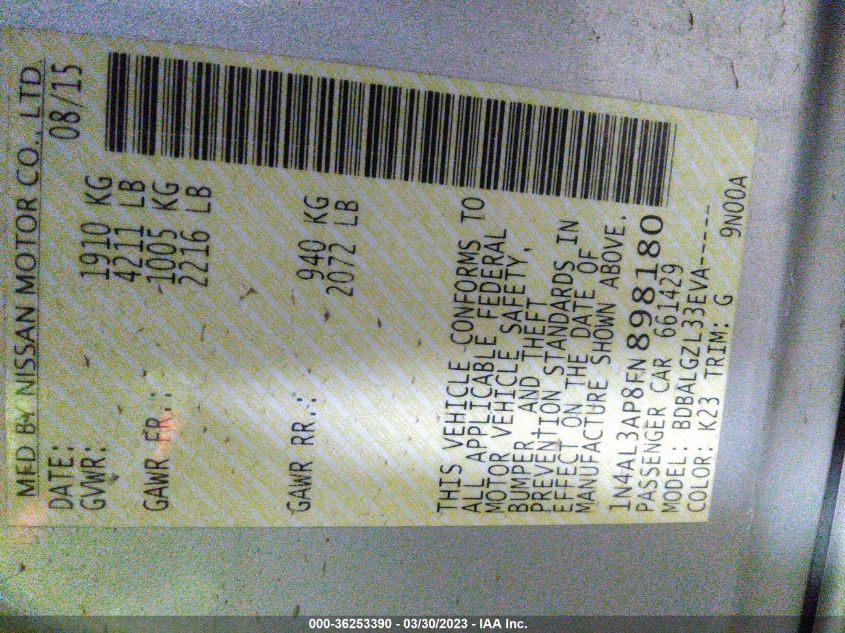 MFD BY NISSAN MOTOR CO., LTD.
DATE: 08/15
GVWR: 1910 KG
4211 LB
GAWR FR.: 1005 KG
2216 LB
GAWR RR.: 940 KG
2072 LB
THIS VEHICLE CONFORMS TO
ALL APPLICABLE FEDERAL
MOTOR VEHICLE SAFETY,
BUMPER, AND THEFT
PREVENTION STANDARDS IN
EFFECT ON THE DATE OF
MANUFACTURE SHOWN ABOVE.
1N4AL3AP8FN898180
PASSENGER CAR 661429
MODEL: BDBALGZL33EVA-----
COLOR: K23 TRIM: G 9N00A
000-36253390 - 03/30/2023 - IAA Inc.